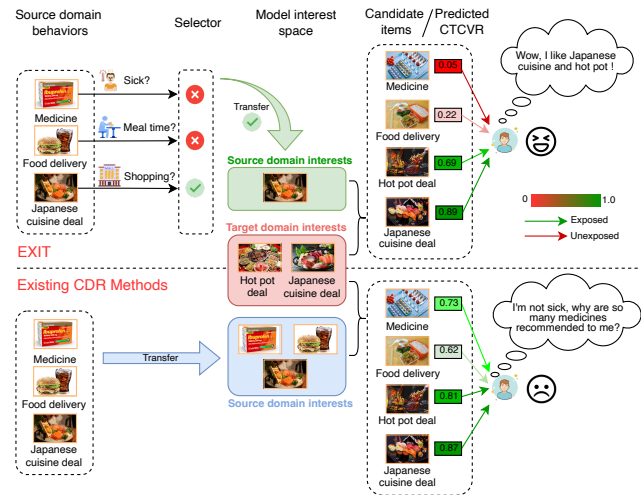 Source domain
behaviors
Selector
Model interest
space
Candidate
items
Predicted
CTCVR
Sick?
Medicine
Meal time?
Food delivery
Shopping?
Japanese
cuisine deal
EXIT
Transfer
Source domain interests
Target domain interests
Hot pot
deal
Japanese
cuisine deal
0.05
Medicine
0.22
Food delivery
0.69
Hot pot deal
0.89
Japanese
cuisine deal
Wow, I like Japanese
cuisine and hot pot !
0
1.0
Exposed
Unexposed
Existing CDR Methods
Medicine
Food delivery
Japanese
cuisine deal
Transfer
Source domain interests
0.73
Medicine
0.62
Food delivery
0.81
Hot pot deal
0.87
Japanese
cuisine deal
I'm not sick, why are so
many medicines
recommended to me?